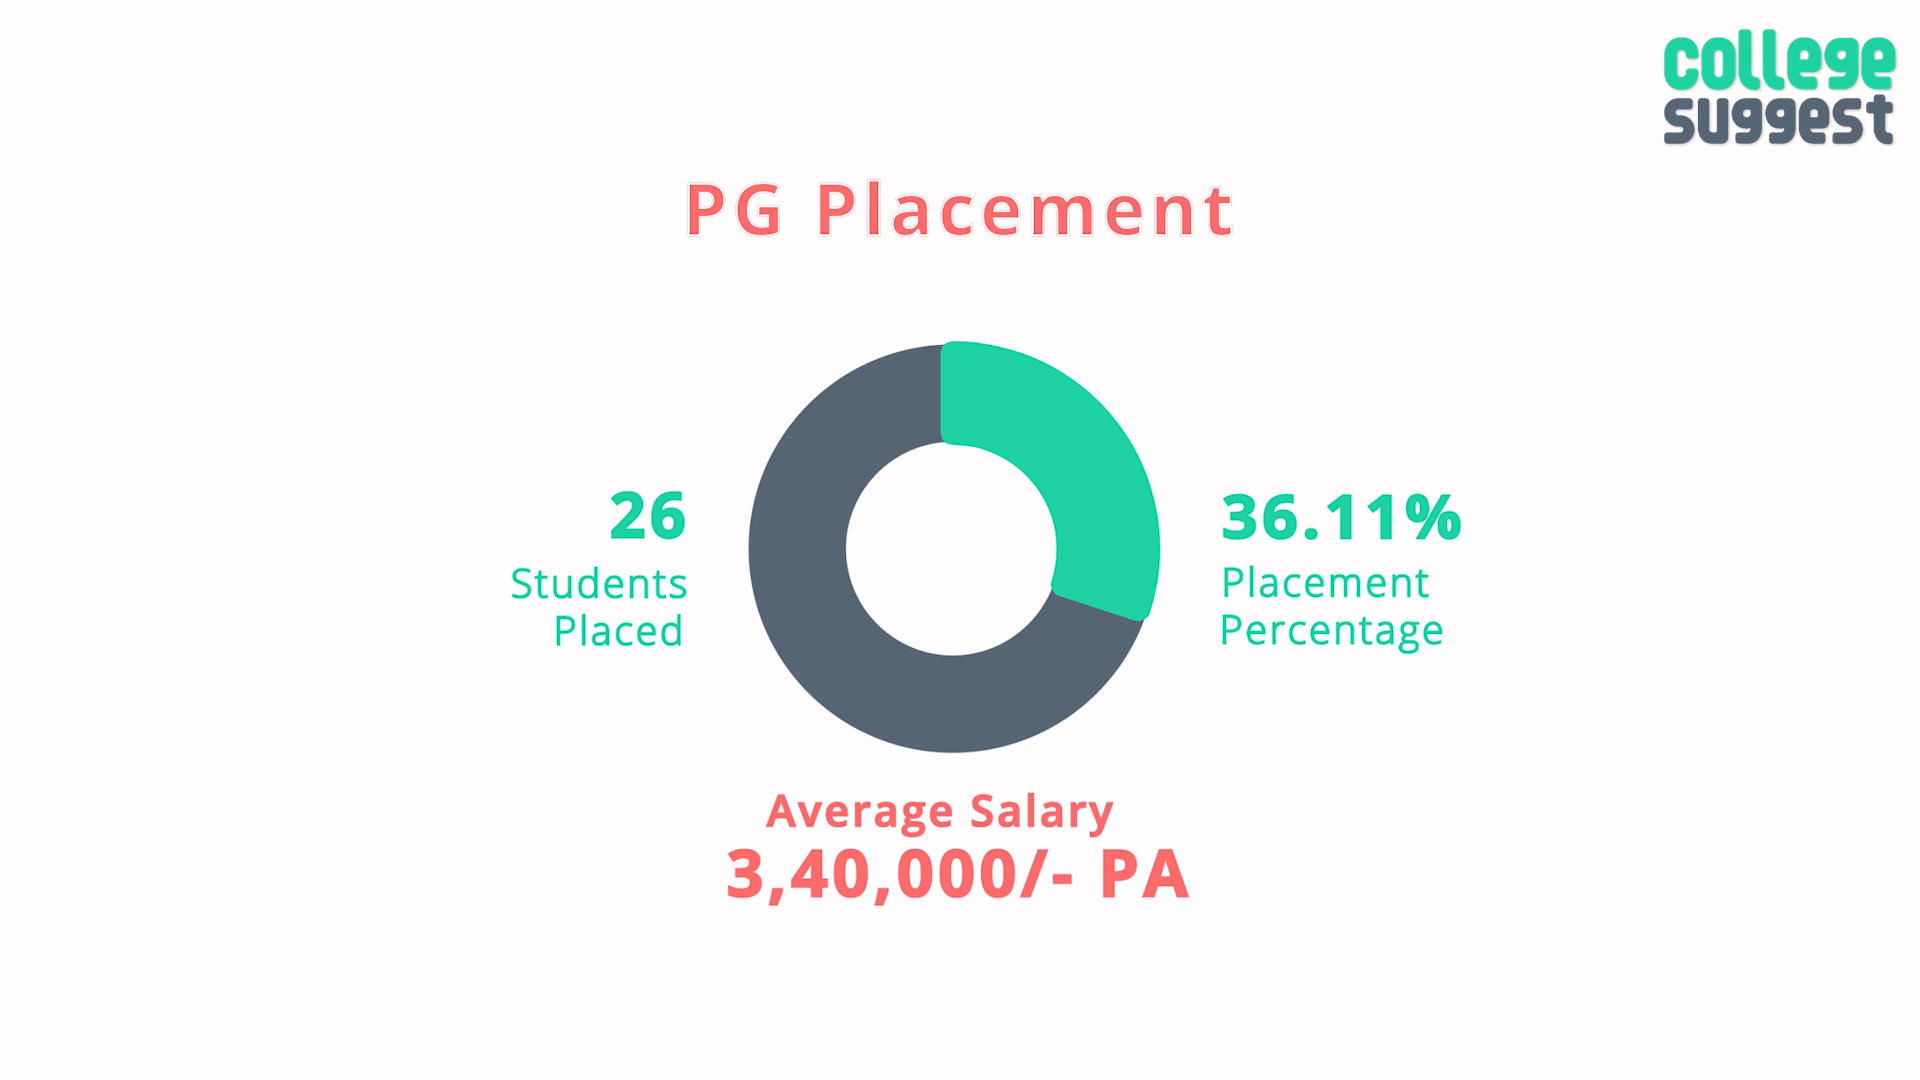 college
suggest
PG Placement
26
Students
Placed
36.11%
Placement
Percentage
Average Salary
3,40,000/- PA